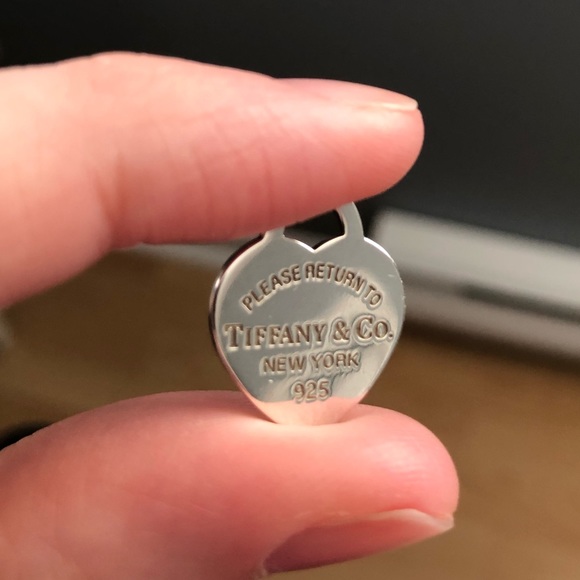 PLEASE RETURN TO
TIFFANY & CO.
NEW YORK
925